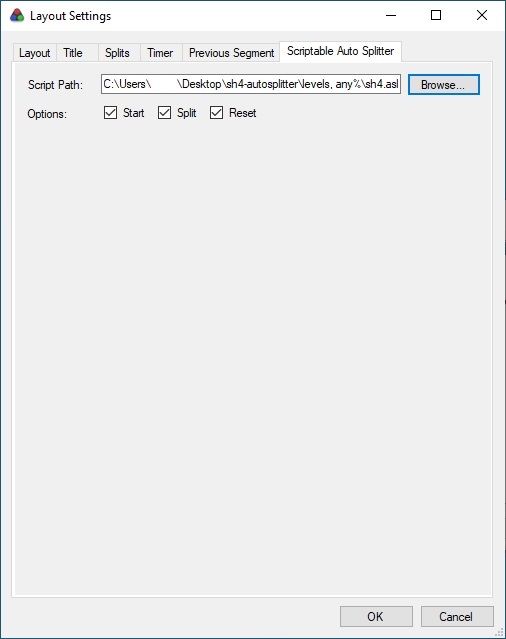 Layout Settings
Layout Title Splits Timer Previous Segment Scriptable Auto Splitter
Script Path: C:\Users\ \Desktop\sh4-autosplitter\levels, any%\sh4.asl Browse...
Options: Start Split Reset
OK Cancel